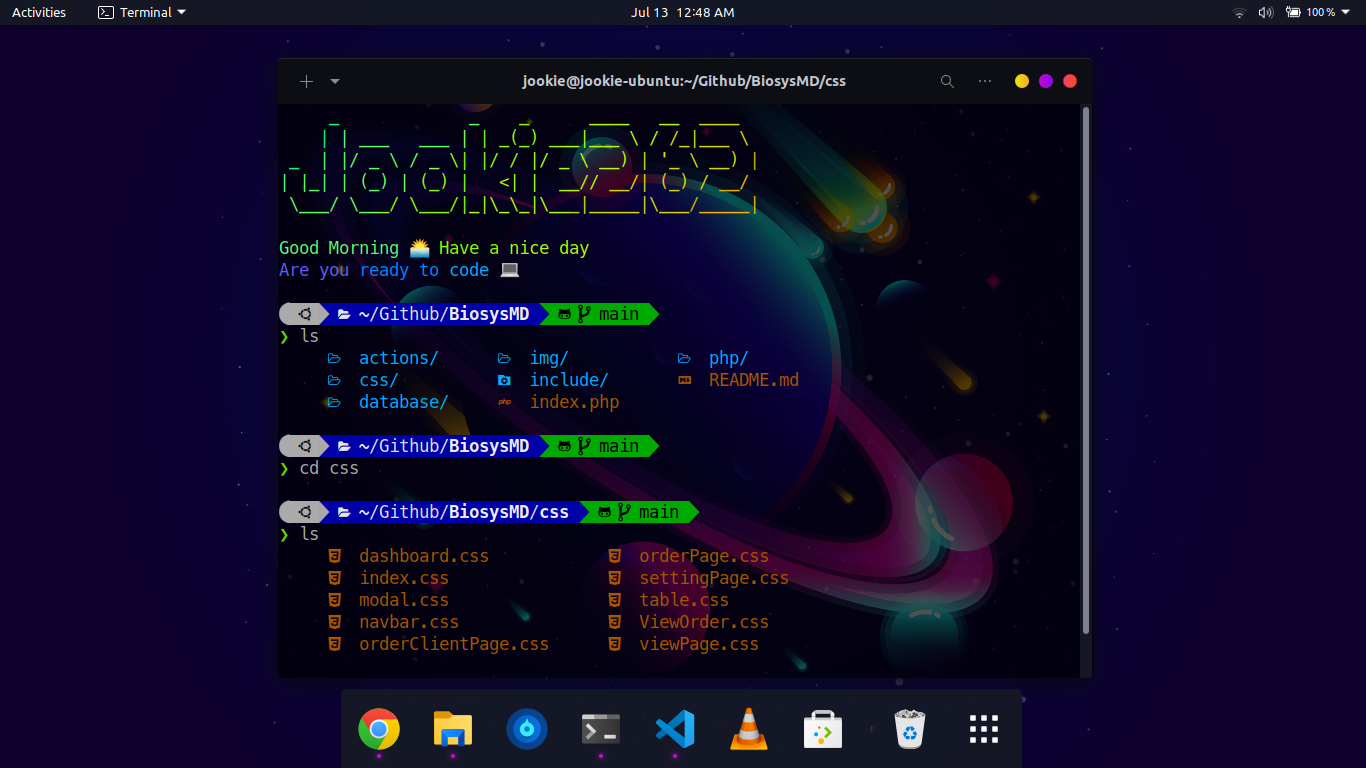 Activities
Terminal
Jul 13 12:48 AM
100 %
jookie@jookie-ubuntu:~/Github/BiosysMD/css
Jookie262
Good Morning 🌅 Have a nice day
Are you ready to code 💻
~/Github/BiosysMD main
❯ ls
actions/ img/ php/
css/ include/ README.md
database/ index.php
~/Github/BiosysMD main
❯ cd css
~/Github/BiosysMD/css main
❯ ls
dashboard.css orderPage.css
index.css settingPage.css
modal.css table.css
navbar.css ViewOrder.css
orderClientPage.css viewPage.css